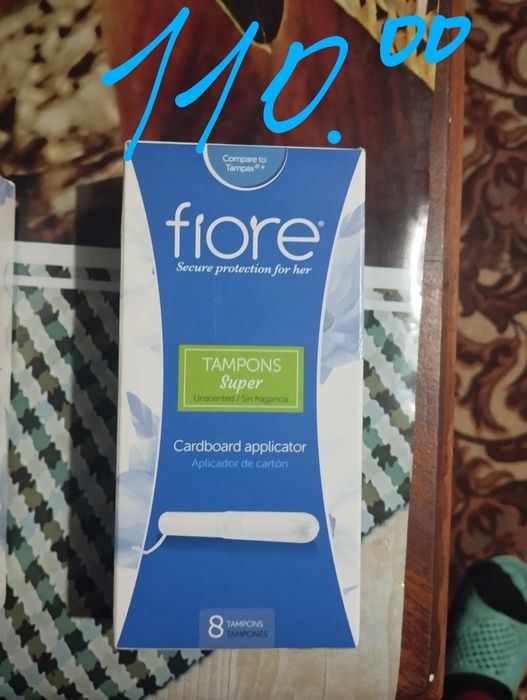 110.00
Compare to
Tampax®*
fiore®
Secure protection for her
TAMPONS
Super
Unscented / Sin fragancia
Cardboard applicator
Aplicador de cartón
8 TAMPONS
TAMPONES